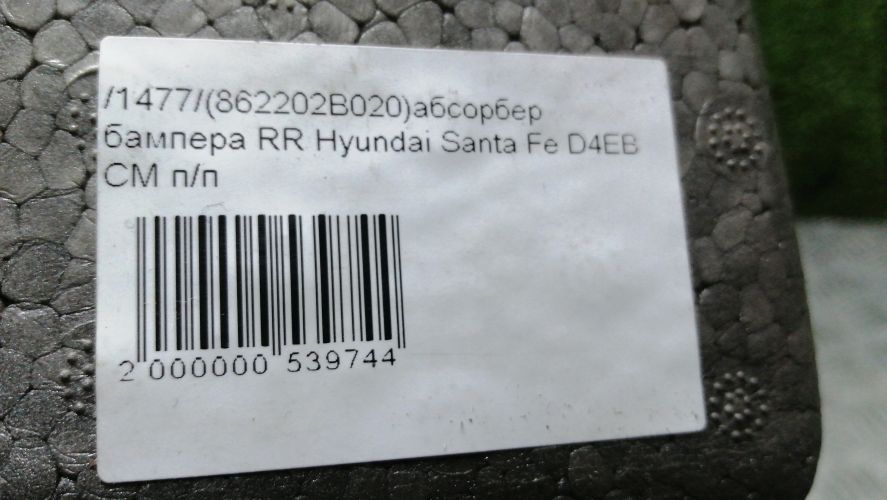 /1477/(862202B020)абсорбер
бампера RR Hyundai Santa Fe D4EB
CM п/п
2 000000 539744